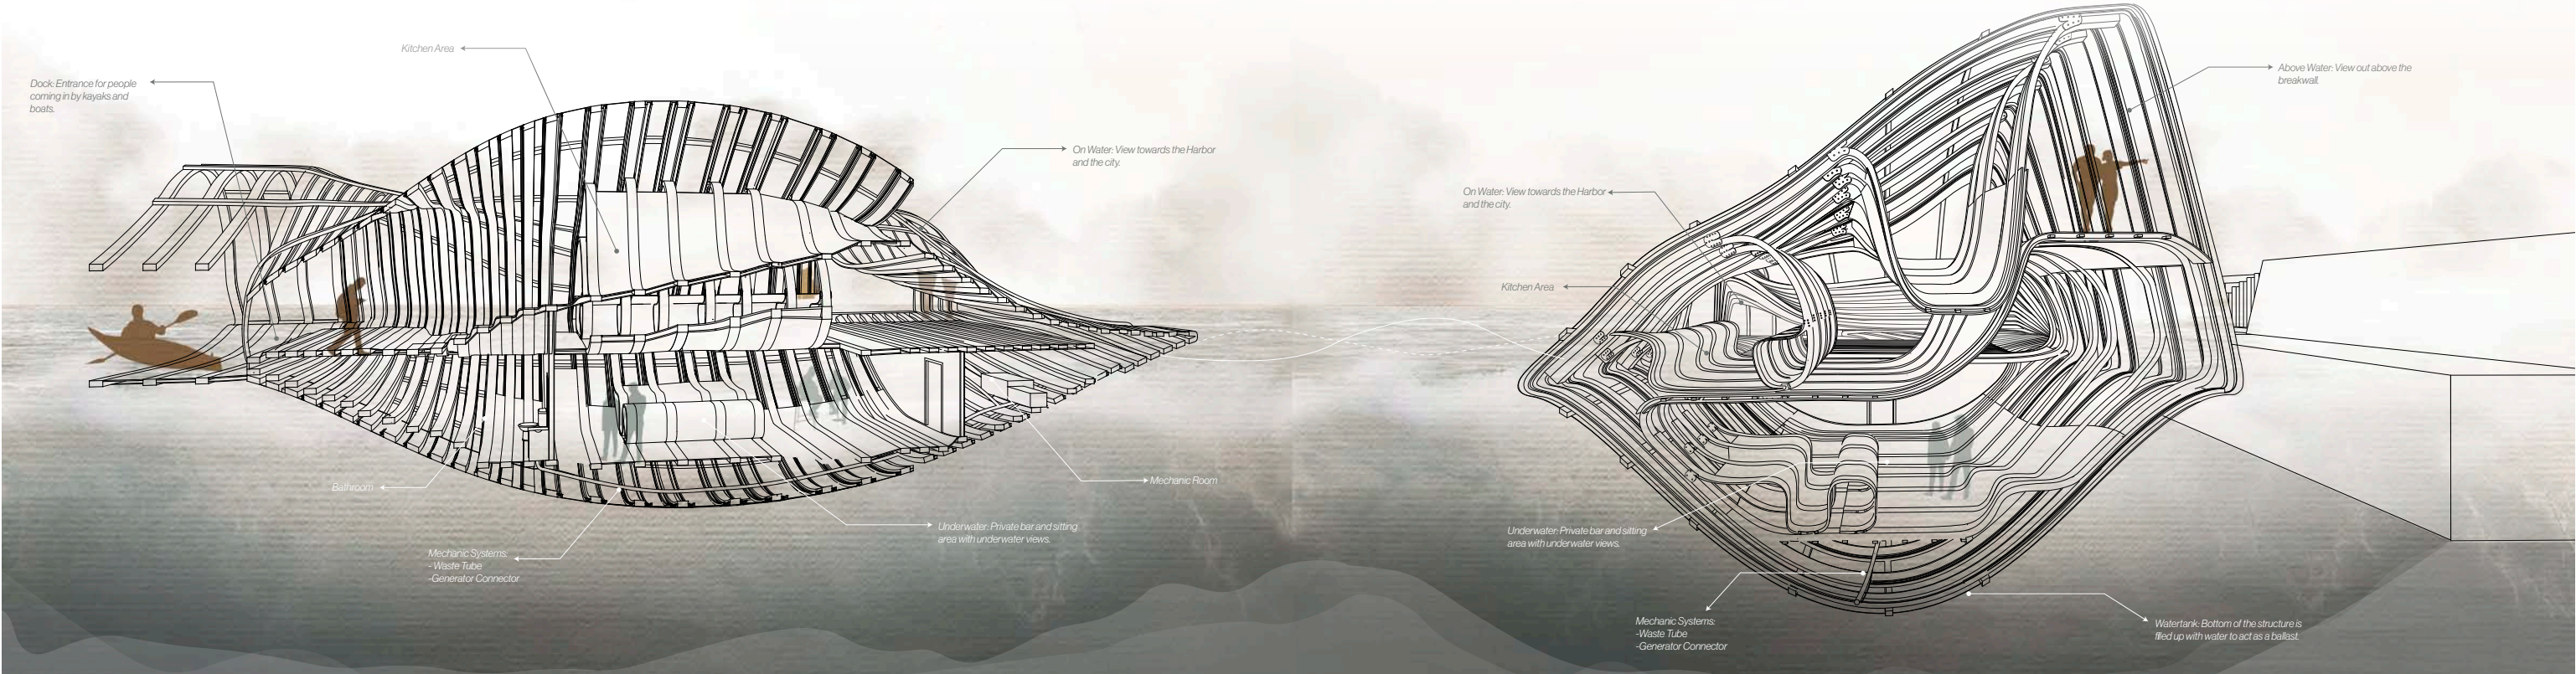 Kitchen Area
Dock: Entrance for people
coming in by kayaks and
boats.
On Water: View towards the Harbor
and the city.
Bathroom
Mechanic Room
Underwater: Private bar and sitting
area with underwater views.
Mechanic Systems:
- Waste Tube
-Generator Connector
Above Water: View out above the
breakwall.
On Water: View towards the Harbor
and the city.
Kitchen Area
Underwater: Private bar and sitting
area with underwater views.
Mechanic Systems:
-Waste Tube
-Generator Connector
Watertank: Bottom of the structure is
filled up with water to act as a ballast.